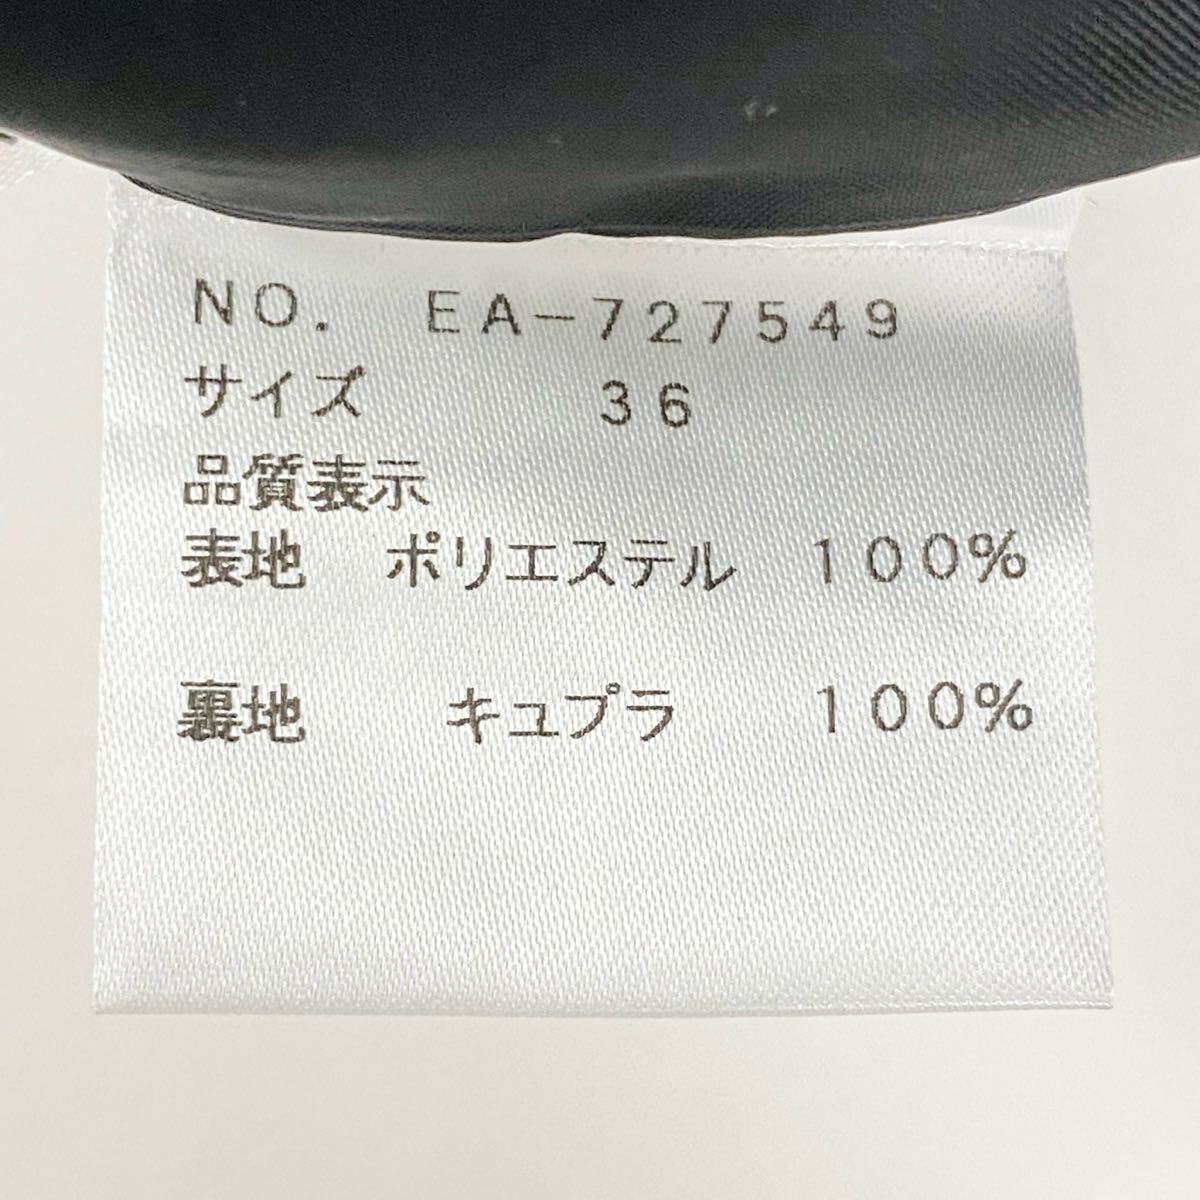 NO. EA-727549
サイズ 36
品質表示
表地 ポリエステル 100%
裏地 キュプラ 100%